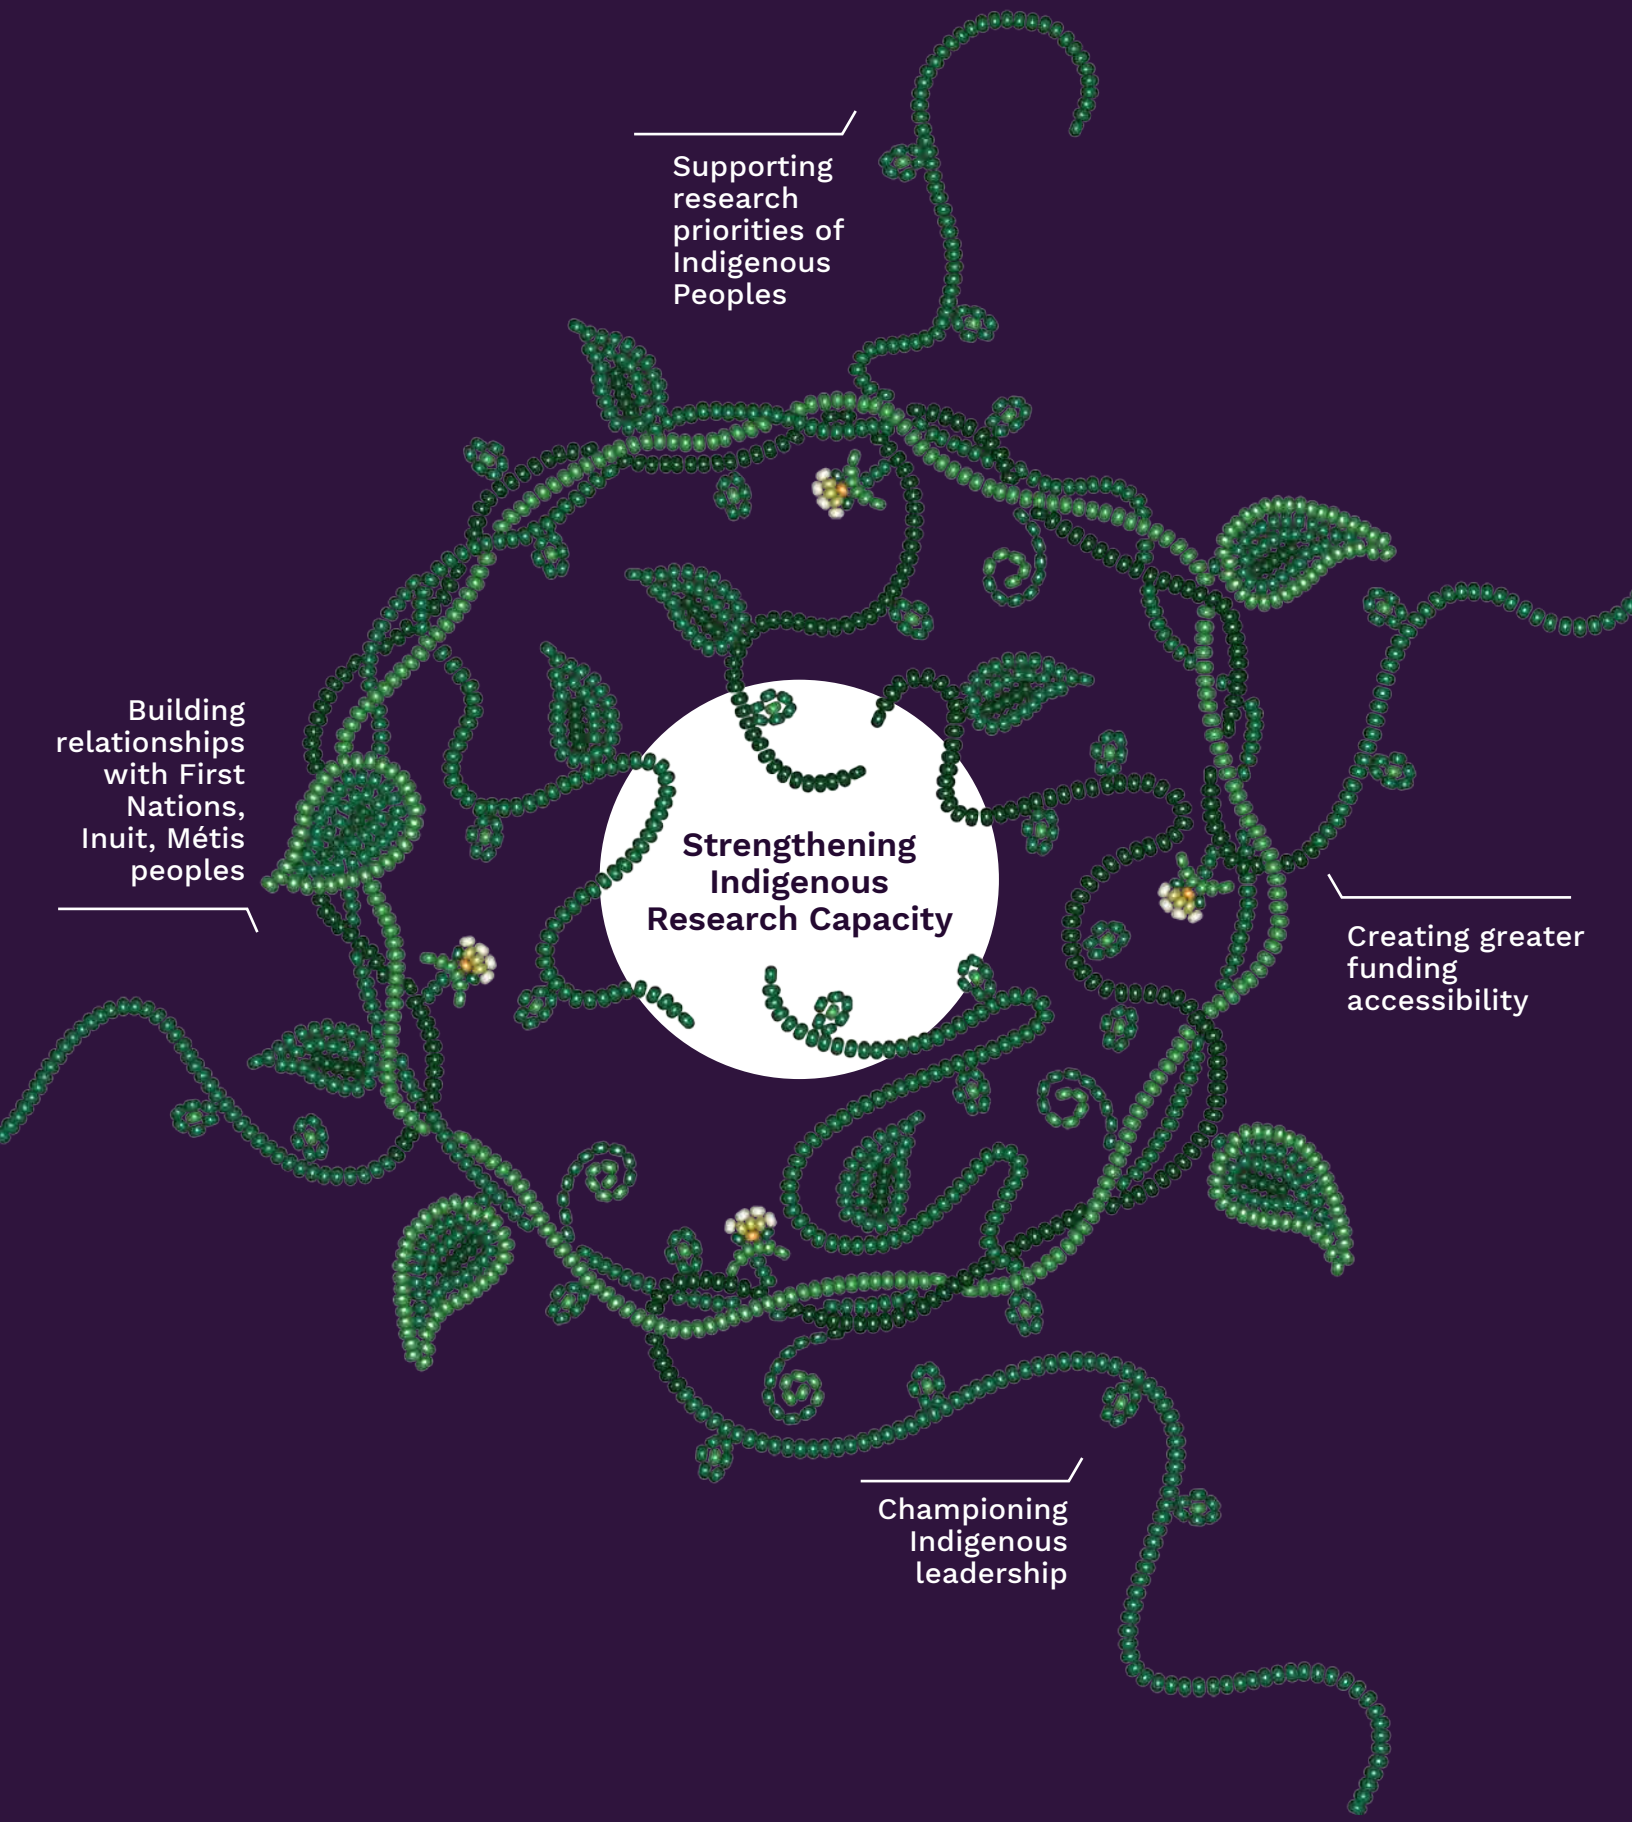 Supporting
research
priorities of
Indigenous
Peoples
Building
relationships
with First
Nations,
Inuit, Métis
peoples
Strengthening
Indigenous
Research Capacity
Creating greater
funding
accessibility
Championing
Indigenous
leadership